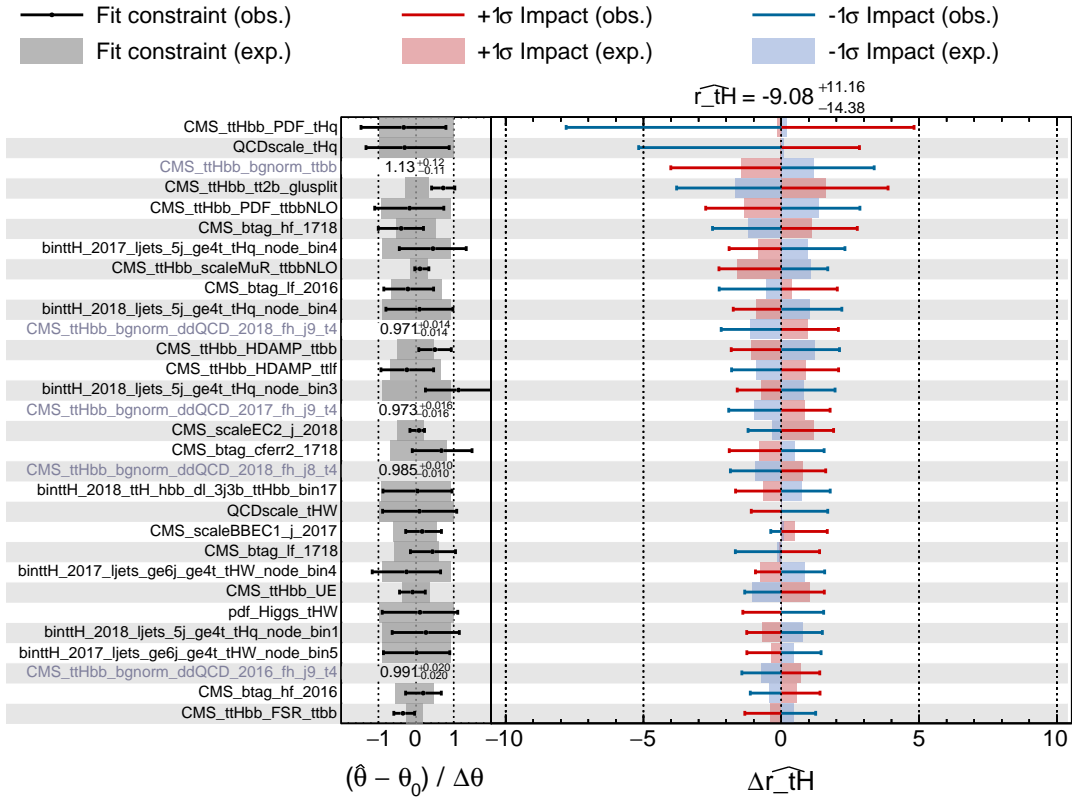 Fit constraint (obs.) +1σ Impact (obs.) -1σ Impact (obs.)
Fit constraint (exp.) +1σ Impact (exp.) -1σ Impact (exp.)
r_tH = -9.08 +11.16 −14.38
CMS_ttHbb_PDF_tHq
QCDscale_tHq
CMS_ttHbb_bgnorm_ttbb 1.13 +0.12 −0.11
CMS_ttHbb_tt2b_glusplit
CMS_ttHbb_PDF_ttbbNLO
CMS_btag_hf_1718
binttH_2017_ljets_5j_ge4t_tHq_node_bin4
CMS_ttHbb_scaleMuR_ttbbNLO
CMS_btag_lf_2016
binttH_2018_ljets_5j_ge4t_tHq_node_bin4
CMS_ttHbb_bgnorm_ddQCD_2018_fh_j9_t4 0.971 +0.014 −0.014
CMS_ttHbb_HDAMP_ttbb
CMS_ttHbb_HDAMP_ttlf
binttH_2018_ljets_5j_ge4t_tHq_node_bin3
CMS_ttHbb_bgnorm_ddQCD_2017_fh_j9_t4 0.973 +0.016 −0.016
CMS_scaleEC2_j_2018
CMS_btag_cferr2_1718
CMS_ttHbb_bgnorm_ddQCD_2018_fh_j8_t4 0.985 +0.010 −0.010
binttH_2018_ttH_hbb_dl_3j3b_ttHbb_bin17
QCDscale_tHW
CMS_scaleBBEC1_j_2017
CMS_btag_lf_1718
binttH_2017_ljets_ge6j_ge4t_tHW_node_bin4
CMS_ttHbb_UE
pdf_Higgs_tHW
binttH_2018_ljets_5j_ge4t_tHq_node_bin1
binttH_2017_ljets_ge6j_ge4t_tHW_node_bin5
CMS_ttHbb_bgnorm_ddQCD_2016_fh_j9_t4 0.991 +0.020 −0.020
CMS_btag_hf_2016
CMS_ttHbb_FSR_ttbb
−1 0 1 −10 −5 0 5 10
(θ̂ − θ0) / Δθ Δr_tH